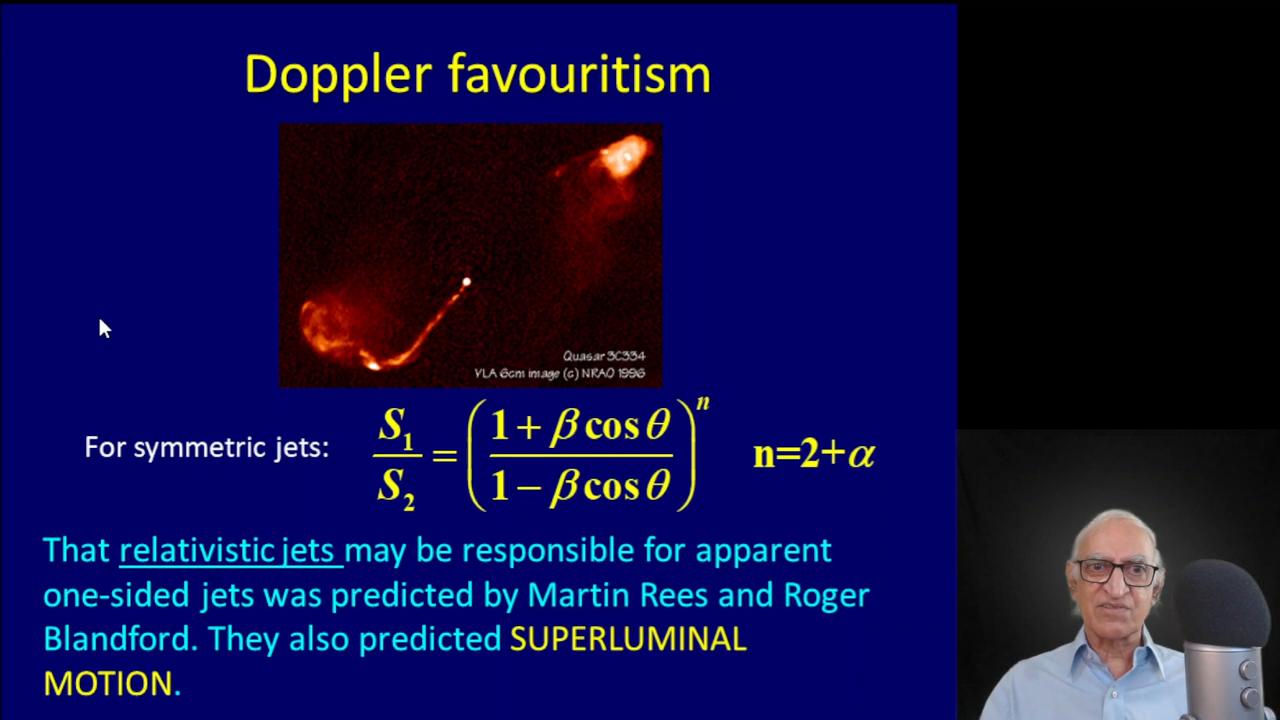 Doppler favouritism
Quasar 3C334
VLA 6cm image (c) NRAO 1996
For symmetric jets: S₁/S₂ = ((1 + β cos θ)/(1 − β cos θ))ⁿ n=2+α
That relativistic jets may be responsible for apparent
one-sided jets was predicted by Martin Rees and Roger
Blandford. They also predicted SUPERLUMINAL
MOTION.